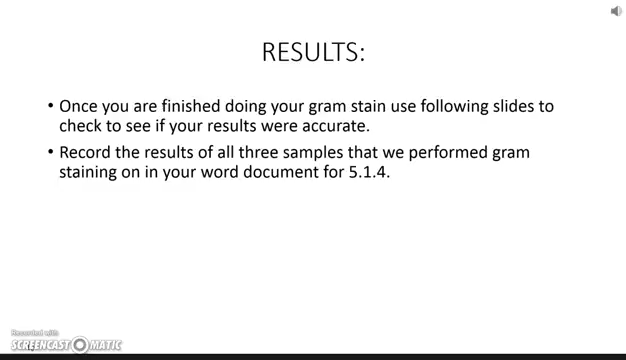 RESULTS:
• Once you are finished doing your gram stain use following slides to
check to see if your results were accurate.
• Record the results of all three samples that we performed gram
staining on in your word document for 5.1.4.
Recorded with
SCREENCAST MATIC